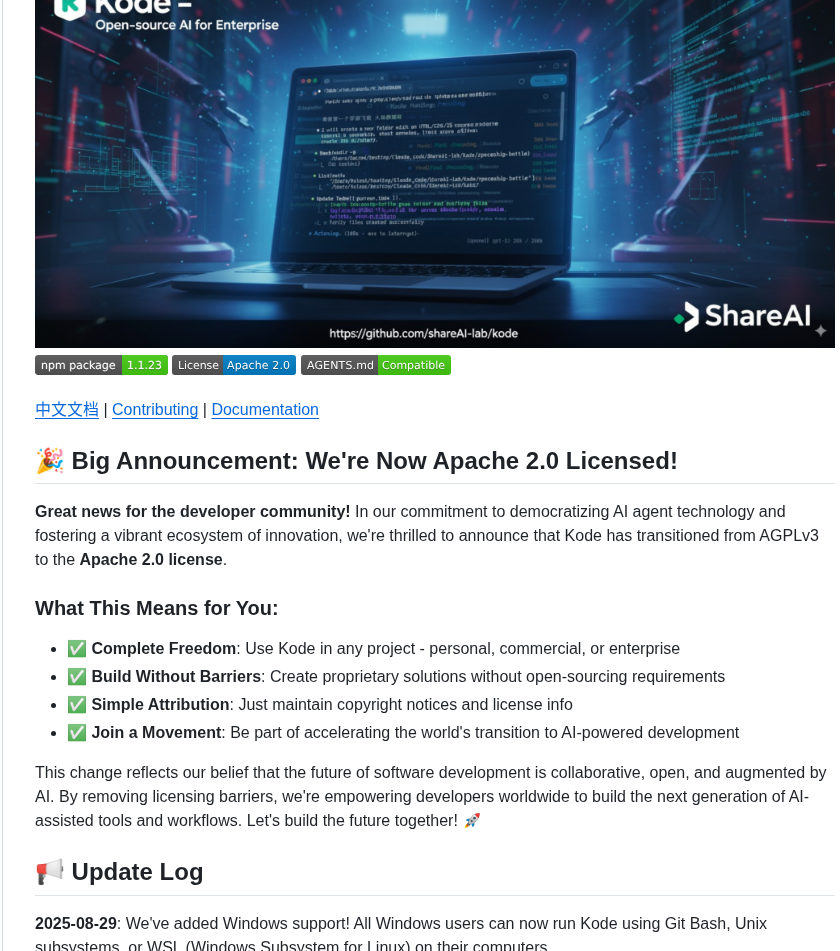 Kode –
Open-source AI for Enterprise
https://github.com/shareAI-lab/kode
ShareAI
npm package 1.1.23 License Apache 2.0 AGENTS.md Compatible
中文文档 | Contributing | Documentation
🎉 Big Announcement: We're Now Apache 2.0 Licensed!
Great news for the developer community! In our commitment to democratizing AI agent technology and
fostering a vibrant ecosystem of innovation, we're thrilled to announce that Kode has transitioned from AGPLv3
to the Apache 2.0 license.
What This Means for You:
• ✅ Complete Freedom: Use Kode in any project - personal, commercial, or enterprise
• ✅ Build Without Barriers: Create proprietary solutions without open-sourcing requirements
• ✅ Simple Attribution: Just maintain copyright notices and license info
• ✅ Join a Movement: Be part of accelerating the world's transition to AI-powered development
This change reflects our belief that the future of software development is collaborative, open, and augmented by
AI. By removing licensing barriers, we're empowering developers worldwide to build the next generation of AI-
assisted tools and workflows. Let's build the future together! 🚀
📢 Update Log
2025-08-29: We've added Windows support! All Windows users can now run Kode using Git Bash, Unix
subsystems, or WSL (Windows Subsystem for Linux) on their computers.